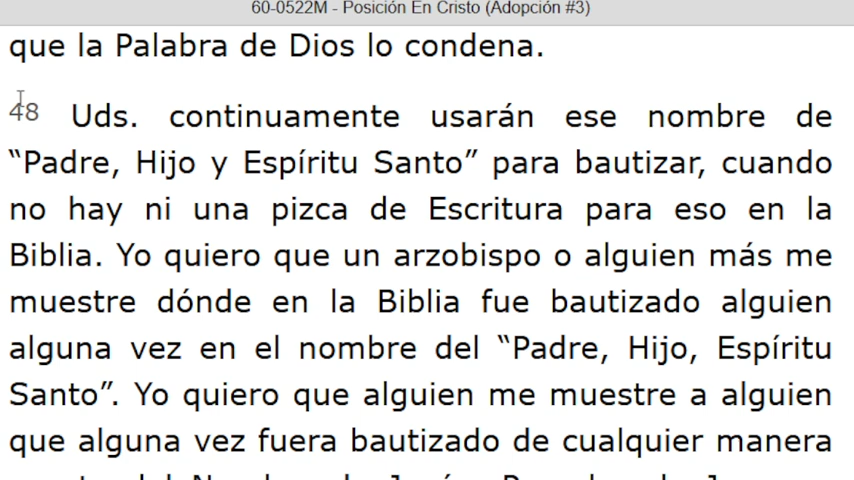 60-0522M - Posición En Cristo (Adopción #3)
que la Palabra de Dios lo condena.
48 Uds. continuamente usarán ese nombre de
“Padre, Hijo y Espíritu Santo” para bautizar, cuando
no hay ni una pizca de Escritura para eso en la
Biblia. Yo quiero que un arzobispo o alguien más me
muestre dónde en la Biblia fue bautizado alguien
alguna vez en el nombre del “Padre, Hijo, Espíritu
Santo”. Yo quiero que alguien me muestre a alguien
que alguna vez fuera bautizado de cualquier manera